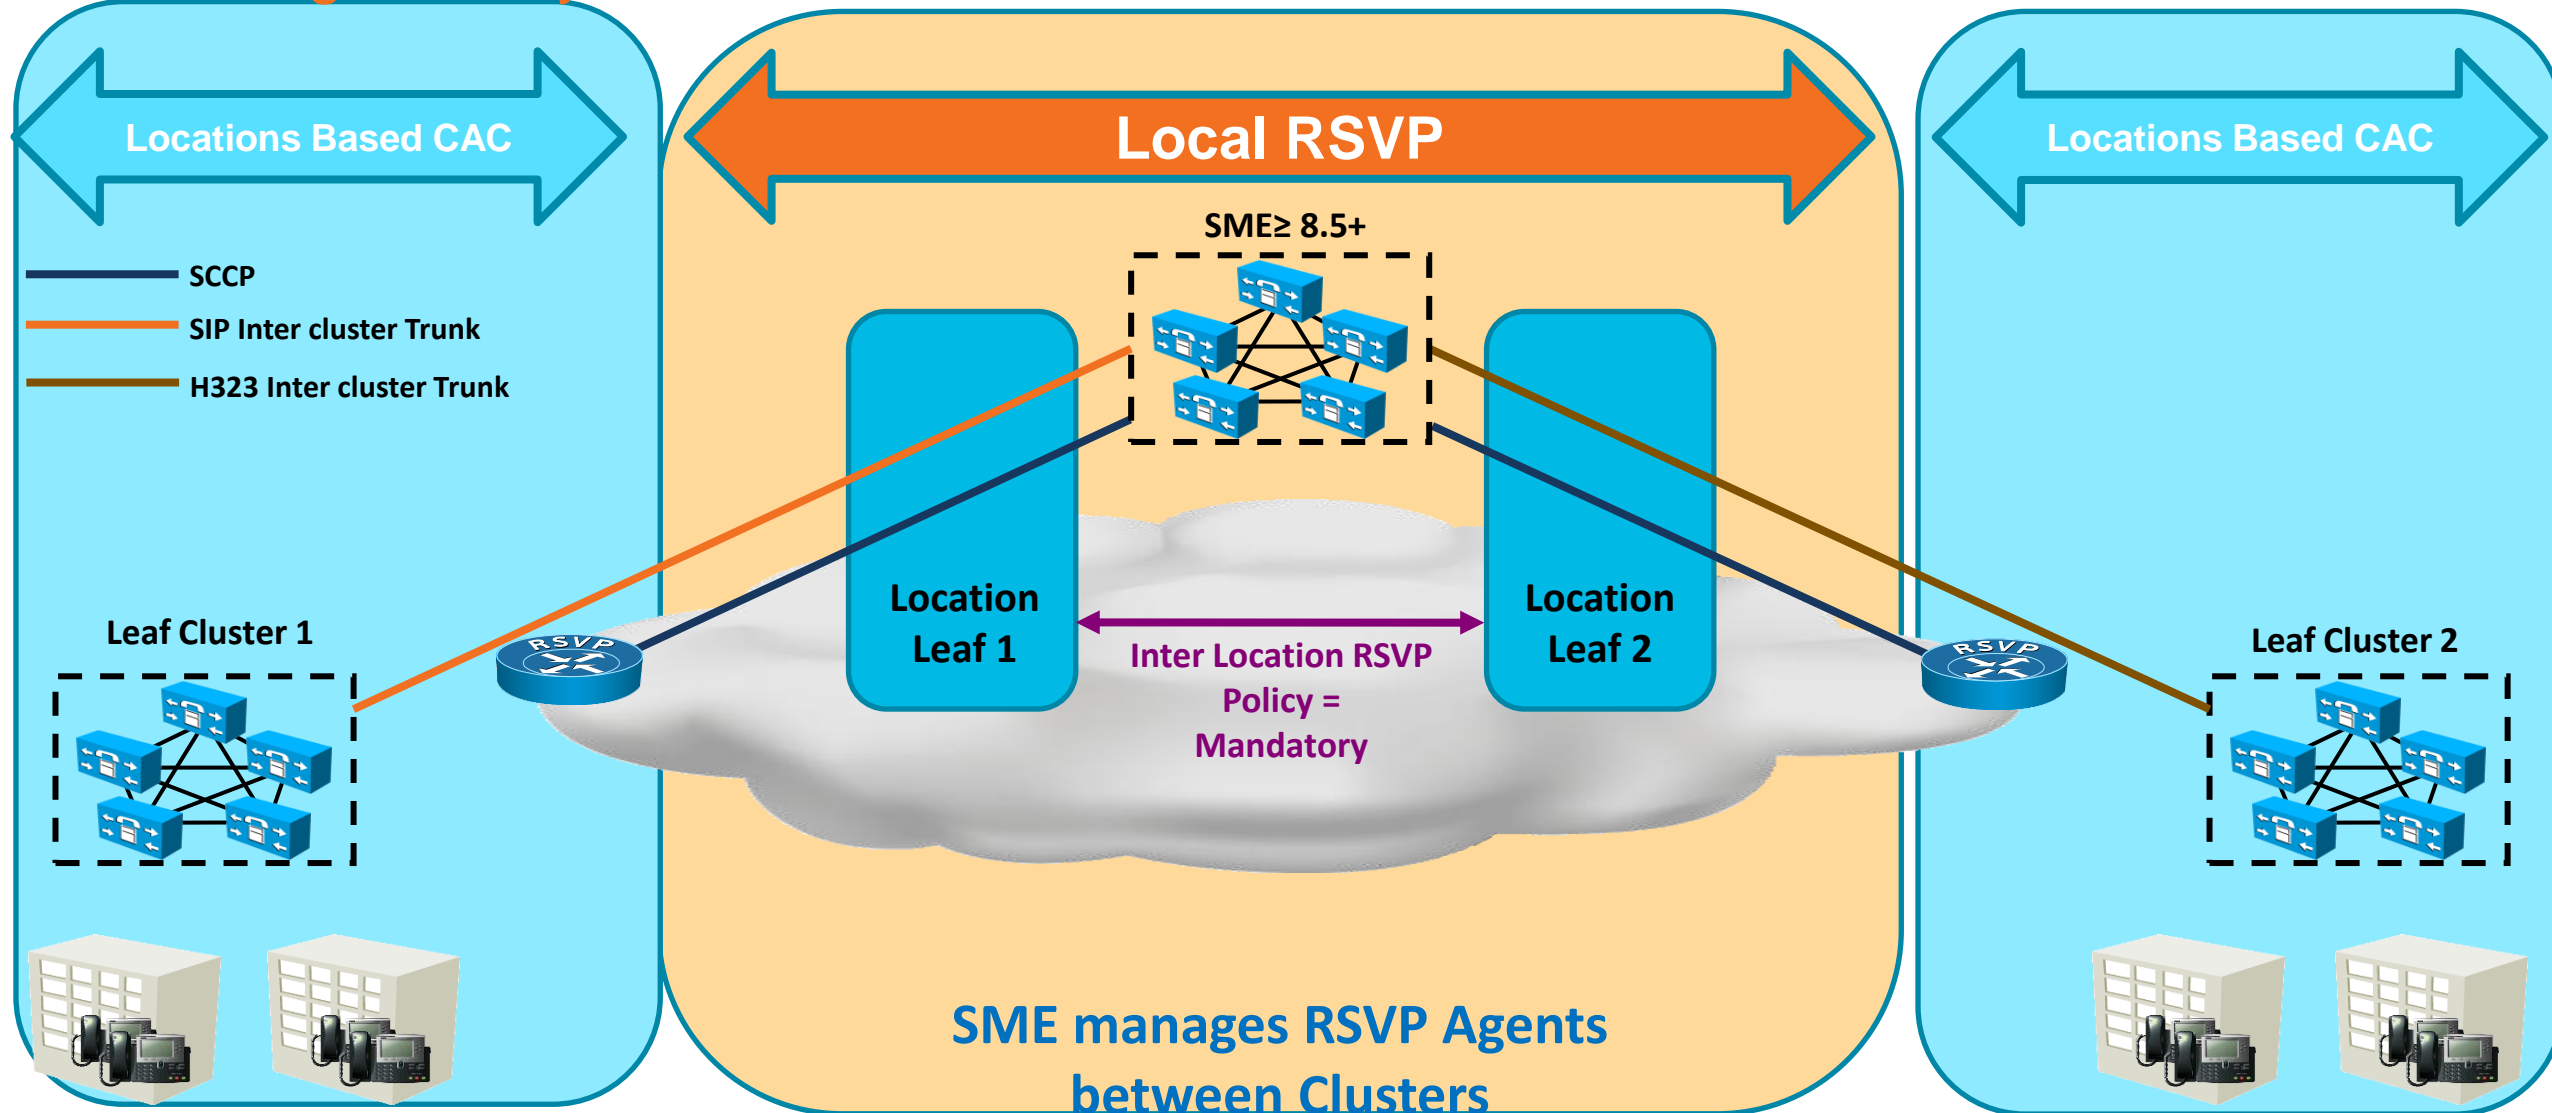 Locations Based CAC
Local RSVP
Locations Based CAC
SME≥ 8.5+
SCCP
SIP Inter cluster Trunk
H323 Inter cluster Trunk
Location
Leaf 1
Location
Leaf 2
Inter Location RSVP
Policy =
Mandatory
Leaf Cluster 1
RSVP
RSVP
Leaf Cluster 2
SME manages RSVP Agents
between Clusters